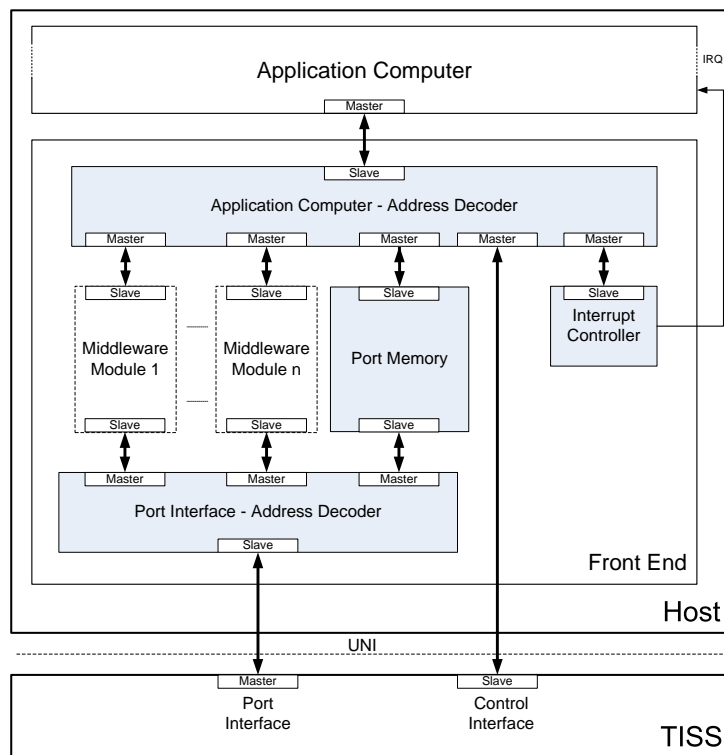 Application Computer
IRQ
Master
Slave
Application Computer - Address Decoder
Master Master Master Master Master
Slave Slave Slave Slave
Middleware Module 1
Middleware Module n
Port Memory
Interrupt Controller
Slave Slave Slave
Master Master Master
Port Interface - Address Decoder
Slave
Front End
Host
UNI
Master
Slave
Port Interface
Control Interface
TISS